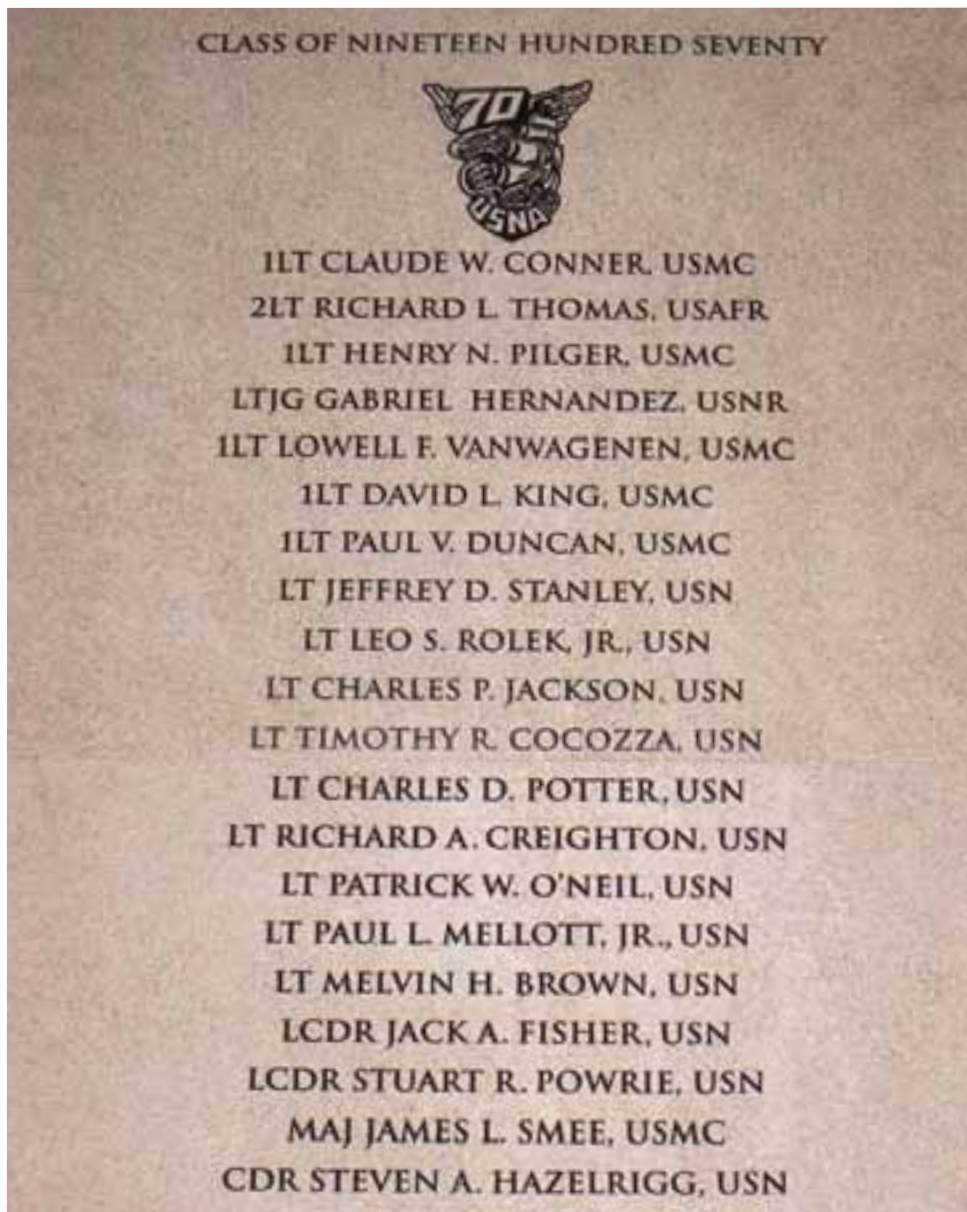 CLASS OF NINETEEN HUNDRED SEVENTY
70
USNA
1LT CLAUDE W. CONNER, USMC
2LT RICHARD L. THOMAS, USAFR
1LT HENRY N. PILGER, USMC
LTJG GABRIEL HERNANDEZ, USNR
1LT LOWELL F. VANWAGENEN, USMC
1LT DAVID L. KING, USMC
1LT PAUL V. DUNCAN, USMC
LT JEFFREY D. STANLEY, USN
LT LEO S. ROLEK, JR., USN
LT CHARLES P. JACKSON, USN
LT TIMOTHY R. COCOZZA, USN
LT CHARLES D. POTTER, USN
LT RICHARD A. CREIGHTON, USN
LT PATRICK W. O'NEIL, USN
LT PAUL L. MELLOTT, JR., USN
LT MELVIN H. BROWN, USN
LCDR JACK A. FISHER, USN
LCDR STUART R. POWRIE, USN
MAJ JAMES L. SMEE, USMC
CDR STEVEN A. HAZELRIGG, USN